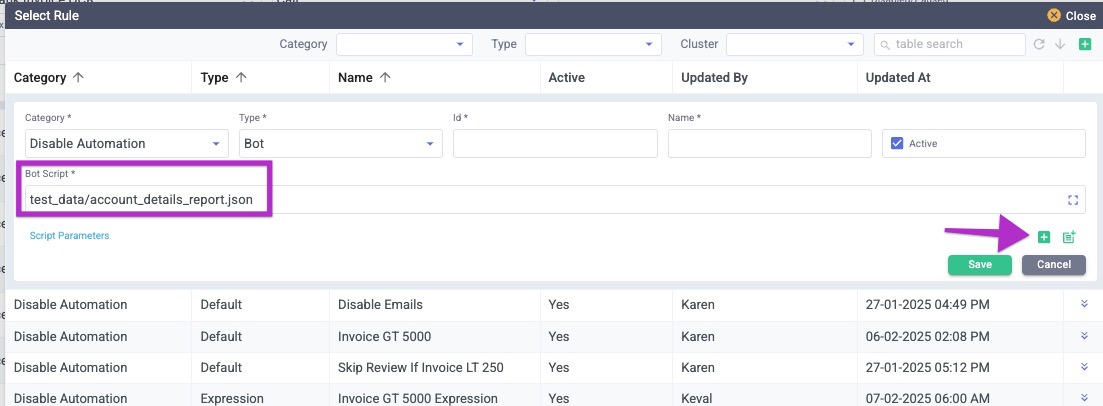 Select Rule
Close
Category
Type
Cluster
table search
Category Type Name Active Updated By Updated At
Category * Type * Id * Name *
Disable Automation Bot Active
Bot Script *
test_data/account_details_report.json
Script Parameters
Save Cancel
Disable Automation Default Disable Emails Yes Karen 27-01-2025 04:49 PM
Disable Automation Default Invoice GT 5000 Yes Karen 06-02-2025 02:08 PM
Disable Automation Default Skip Review If Invoice LT 250 Yes Karen 27-01-2025 05:12 PM
Disable Automation Expression Invoice GT 5000 Expression Yes Keval 07-02-2025 06:00 AM